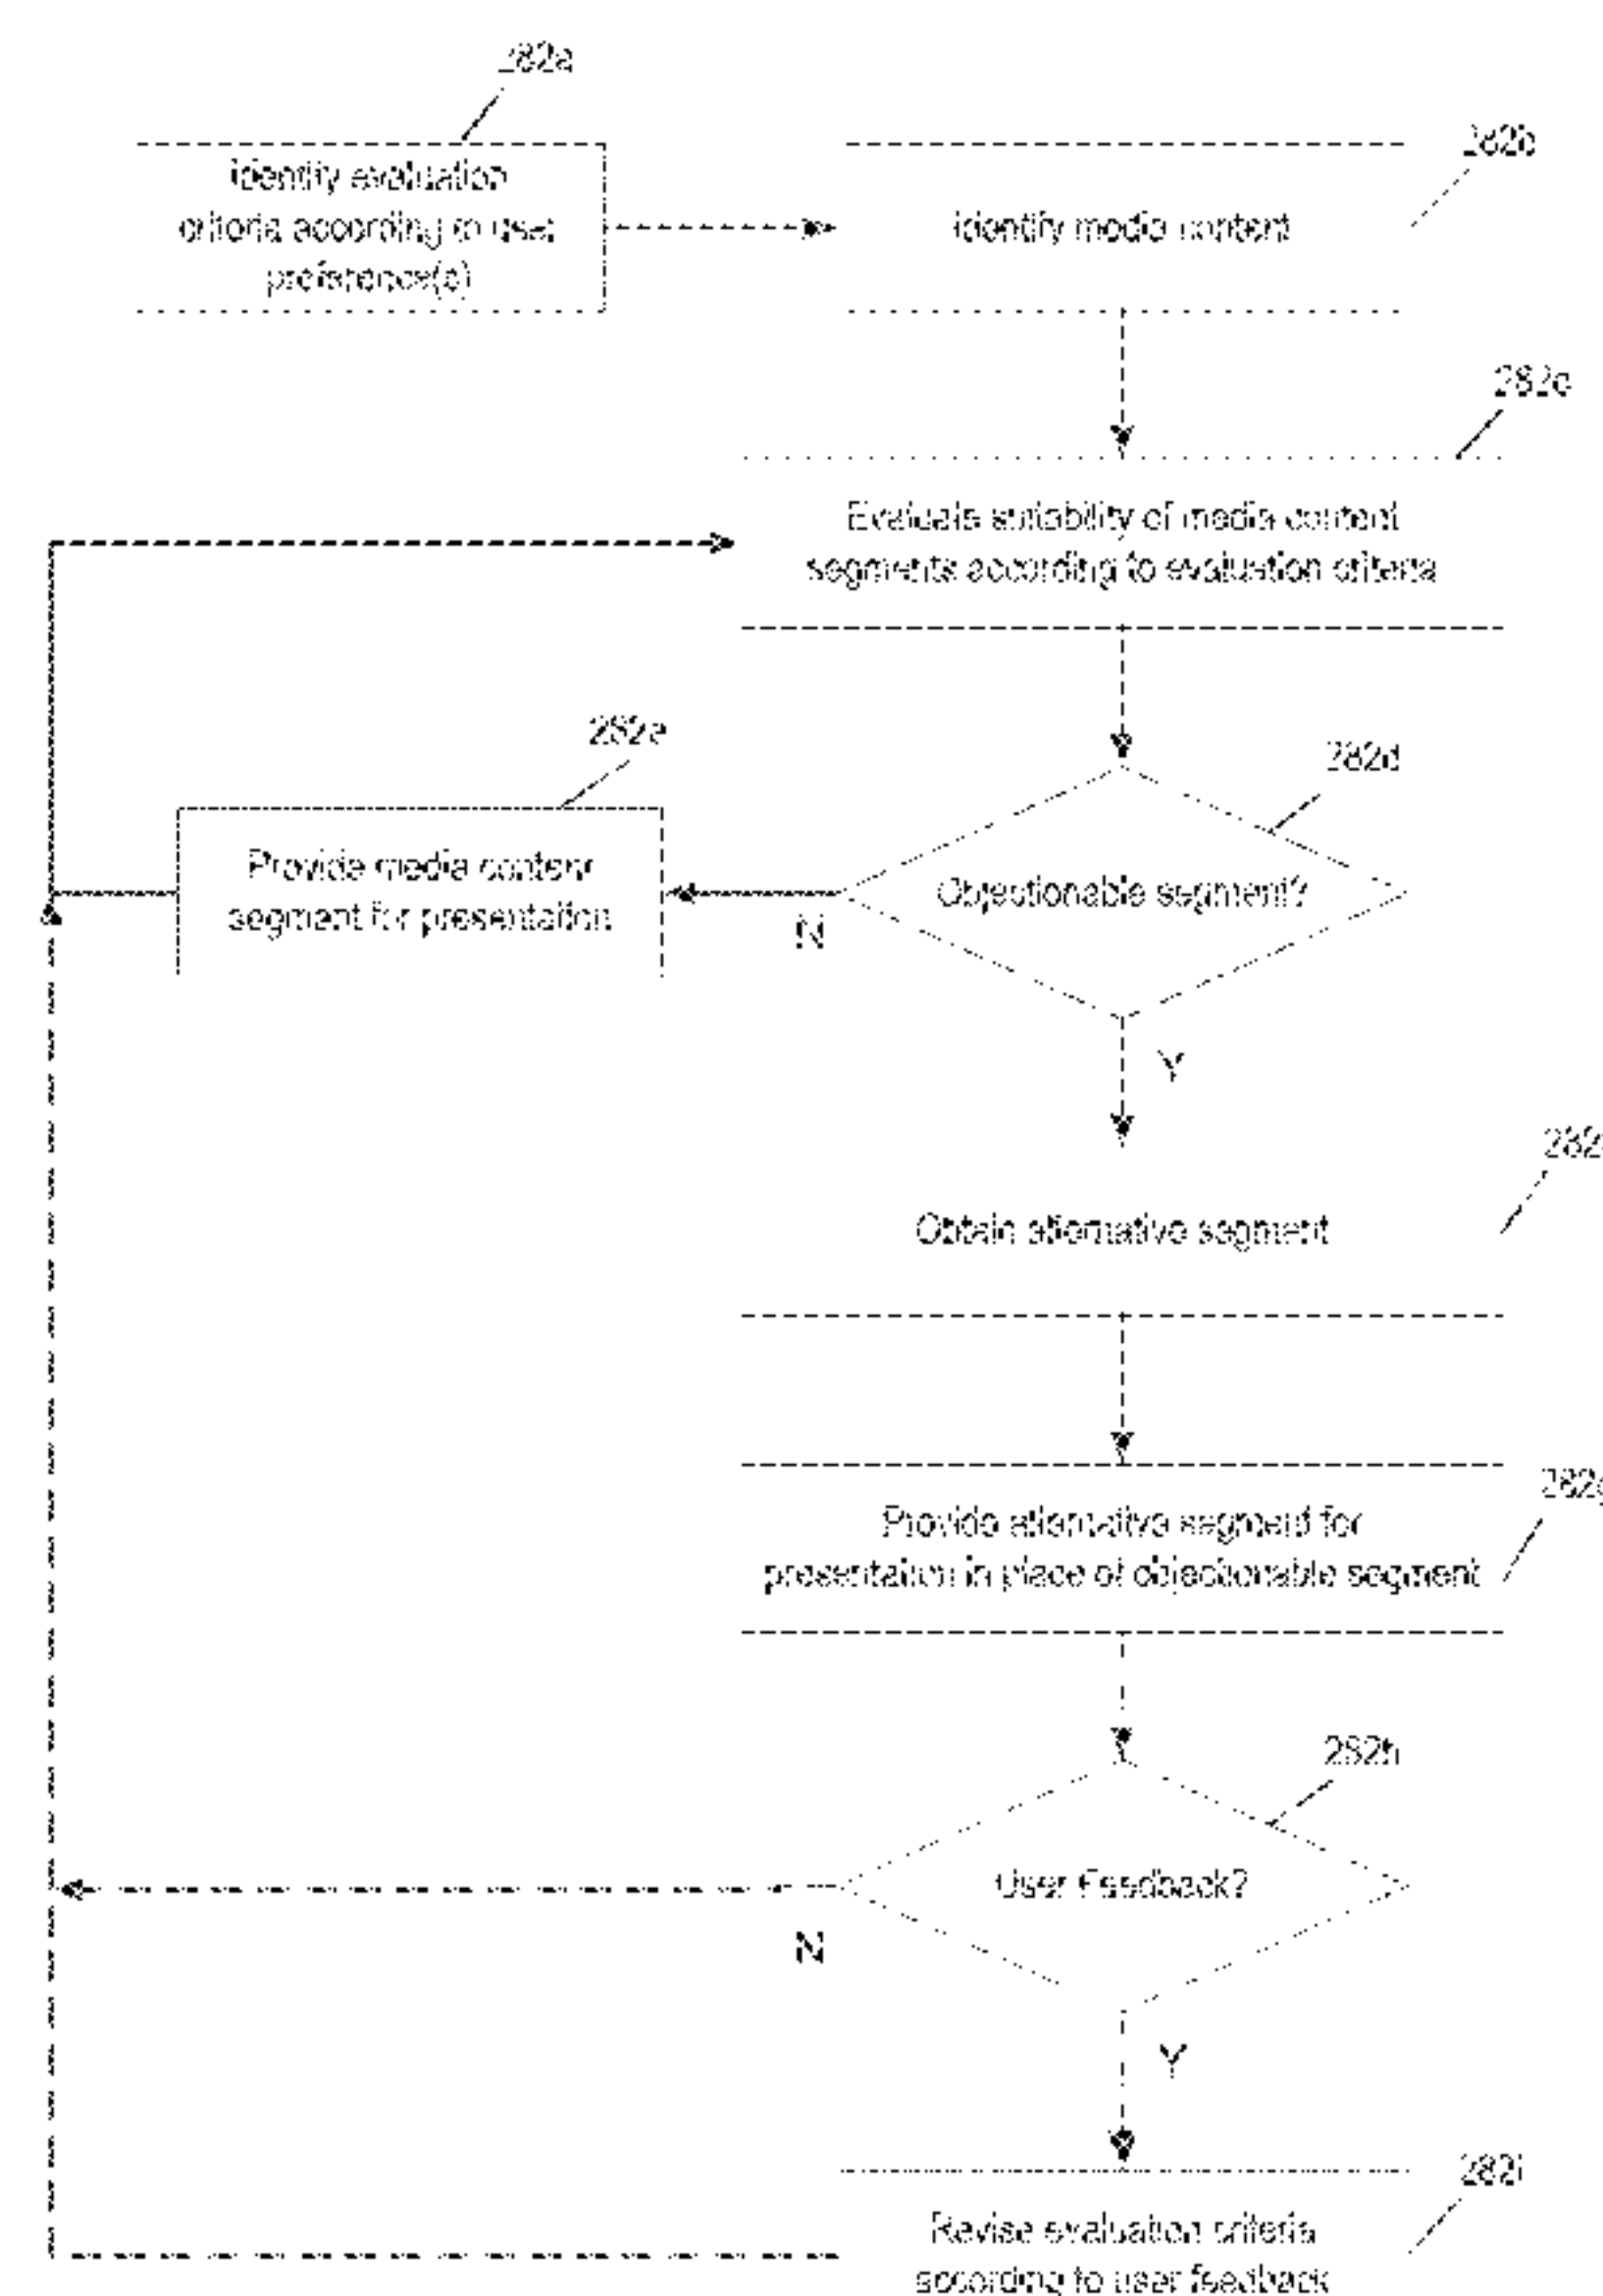 282a
Identify evaluation
criteria according to user
preference(s)
282b
Identify media content
282c
Evaluate suitability of media content
segments according to evaluation criteria
282e
282d
Provide media content
segment for presentation
Objectionable segment?
N
Y
Obtain alternative segment
Provide alternative segment for
presentation in place of objectionable segment
282h
User Feedback?
N
Y
282i
Revise evaluation criteria
according to user feedback